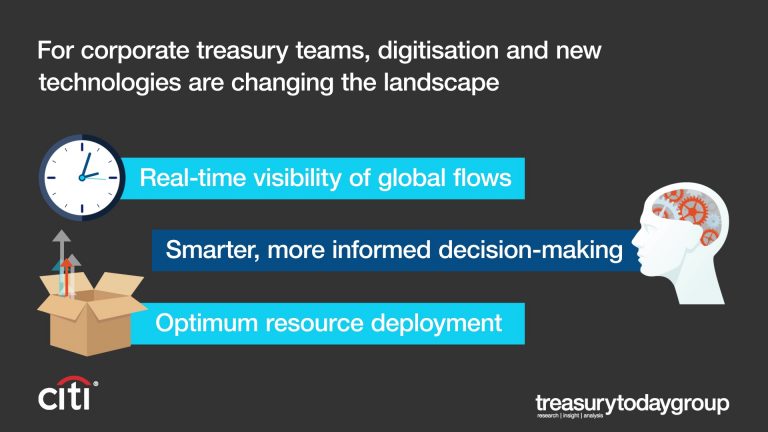 For corporate treasury teams, digitisation and new
technologies are changing the landscape
Real-time visibility of global flows
Smarter, more informed decision-making
Optimum resource deployment
citi®
treasurytodaygroup
research | insight | analysis